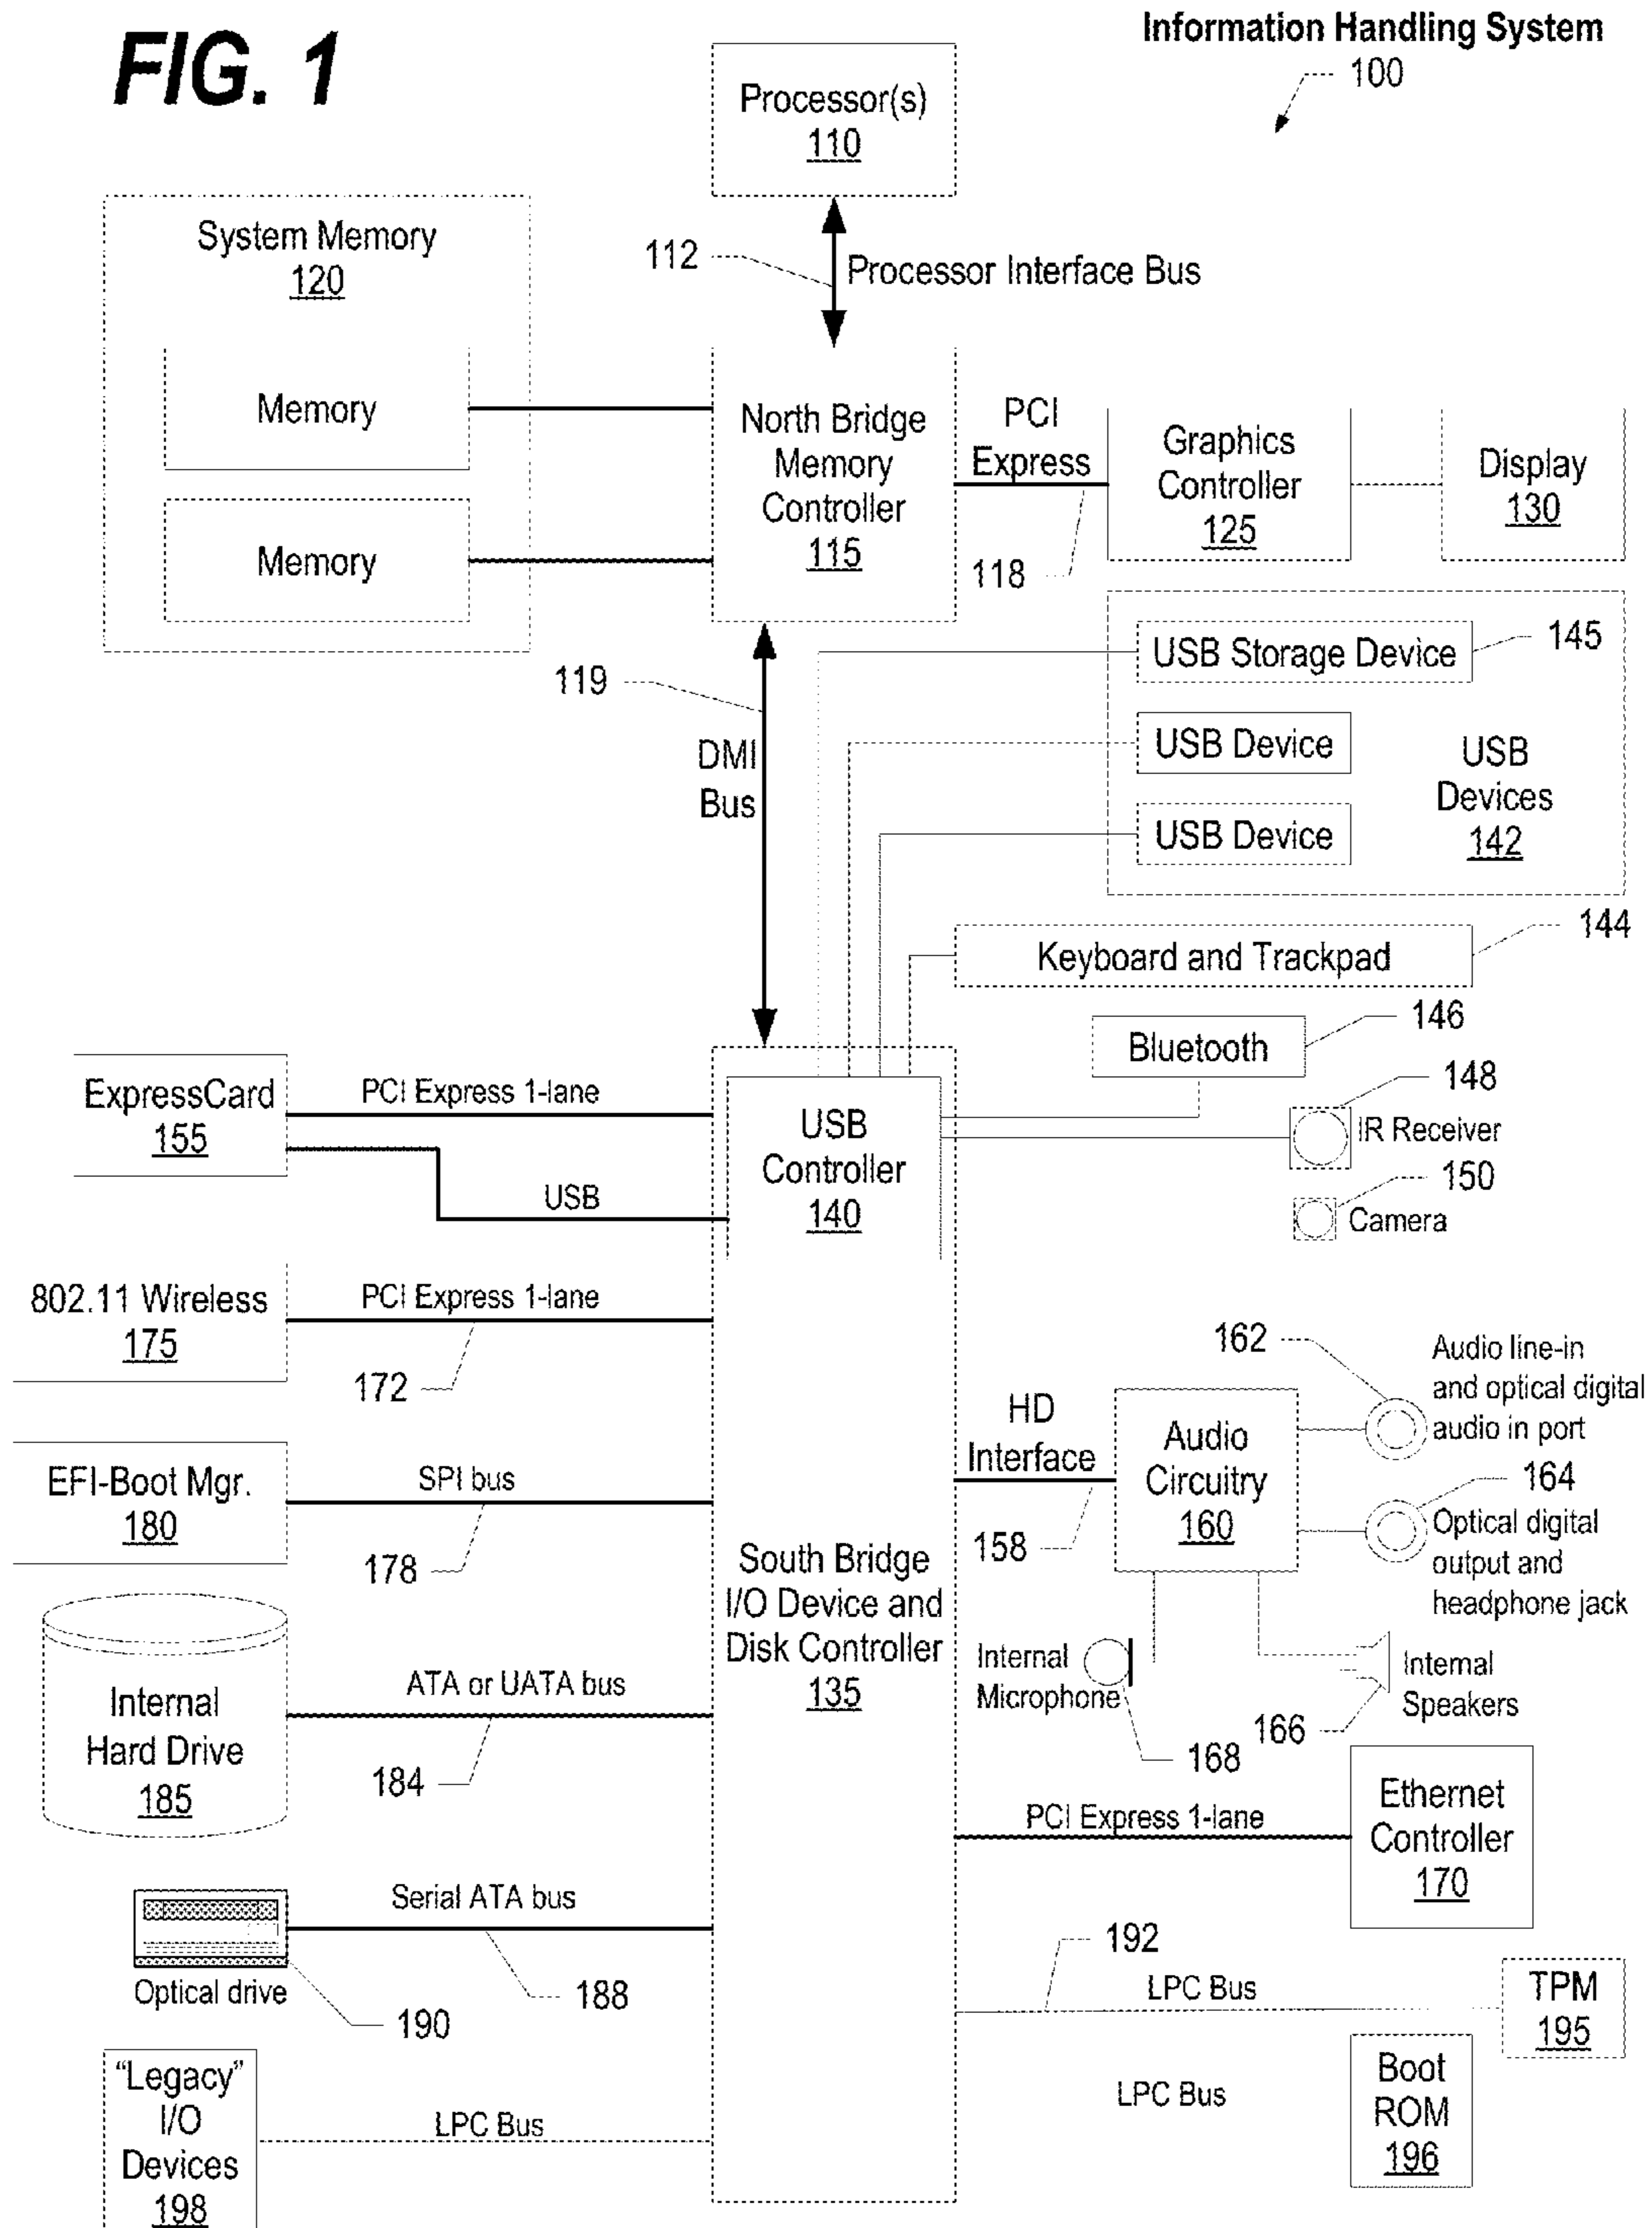 FIG. 1
Information Handling System
100
Processor(s)
110
System Memory
120
112
Processor Interface Bus
Memory
Memory
North Bridge
Memory
Controller
115
PCI
Express
118
Graphics
Controller
125
Display
130
119
DMI
Bus
USB Storage Device
145
USB Device
USB Device
USB
Devices
142
144
Keyboard and Trackpad
146
Bluetooth
148
IR Receiver
150
Camera
ExpressCard
155
PCI Express 1-lane
USB
USB
Controller
140
802.11 Wireless
175
PCI Express 1-lane
172
162
Audio line-in
and optical digital
audio in port
HD
Interface
158
Audio
Circuitry
160
164
Optical digital
output and
headphone jack
EFI-Boot Mgr.
180
SPI bus
178
South Bridge
I/O Device and
Disk Controller
135
Internal
Microphone
168
166
Internal
Speakers
Internal
Hard Drive
185
ATA or UATA bus
184
PCI Express 1-lane
Ethernet
Controller
170
Serial ATA bus
188
Optical drive
190
192
LPC Bus
TPM
195
"Legacy"
I/O
Devices
198
LPC Bus
LPC Bus
Boot
ROM
196